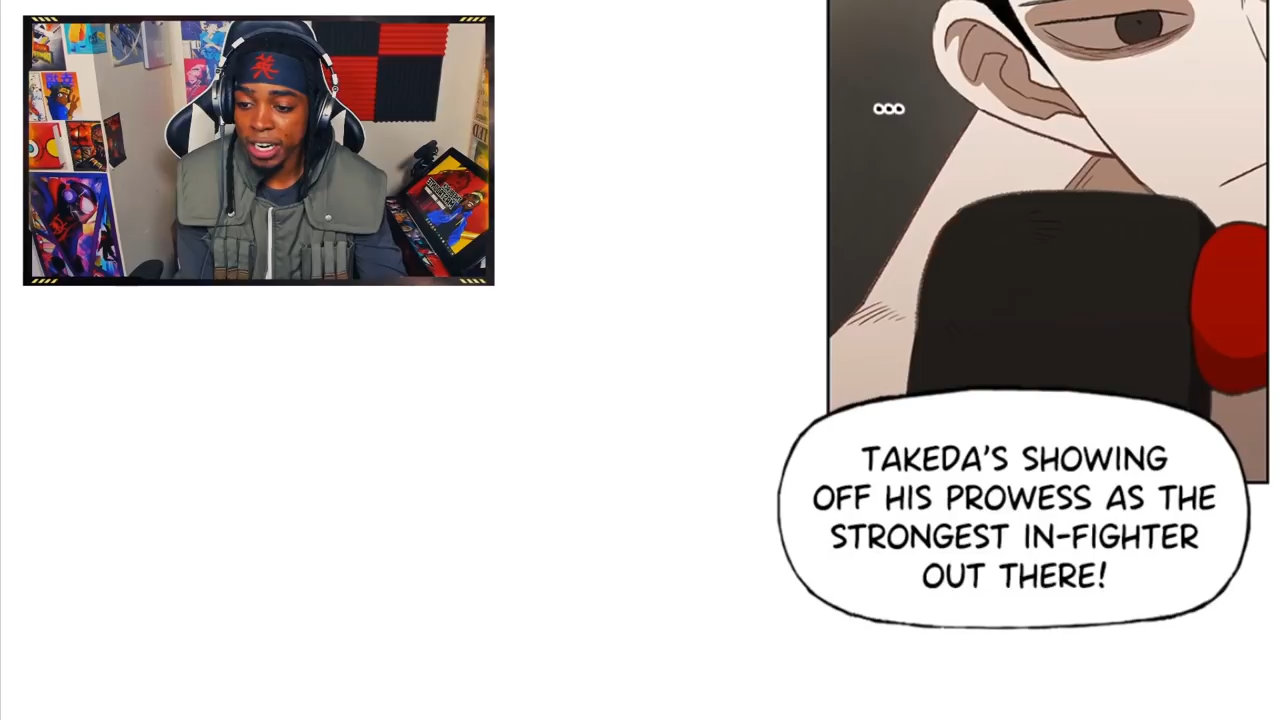 TAKEDA'S SHOWING
OFF HIS PROWESS AS THE
STRONGEST IN-FIGHTER
OUT THERE!